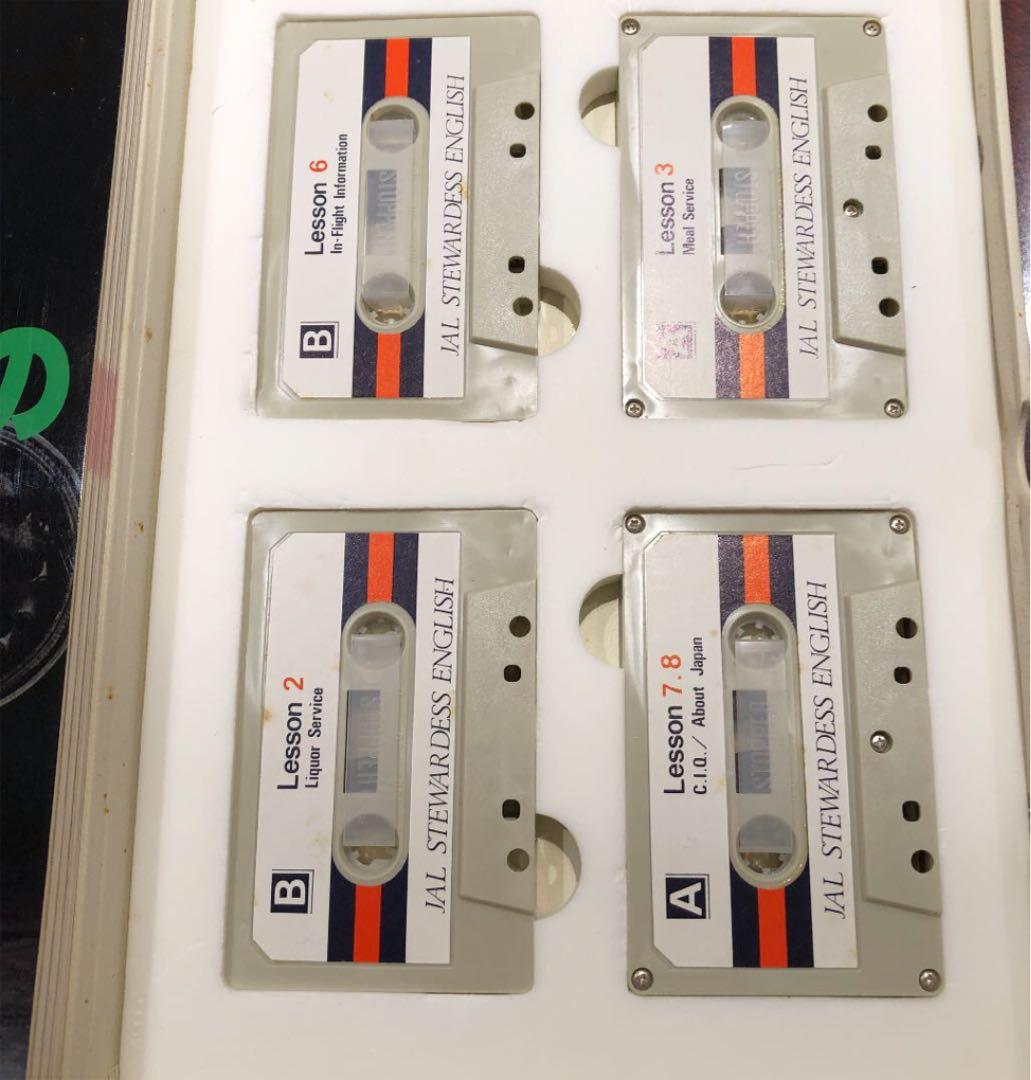 B
Lesson 6
In-Flight Information
JAL STEWARDESS ENGLISH
Lesson 3
Meal Service
JAL STEWARDESS ENGLISH
B
Lesson 2
Liquor Service
JAL STEWARDESS ENGLISH
A
Lesson 7. 8
C.I.Q. / About Japan
JAL STEWARDESS ENGLISH
の